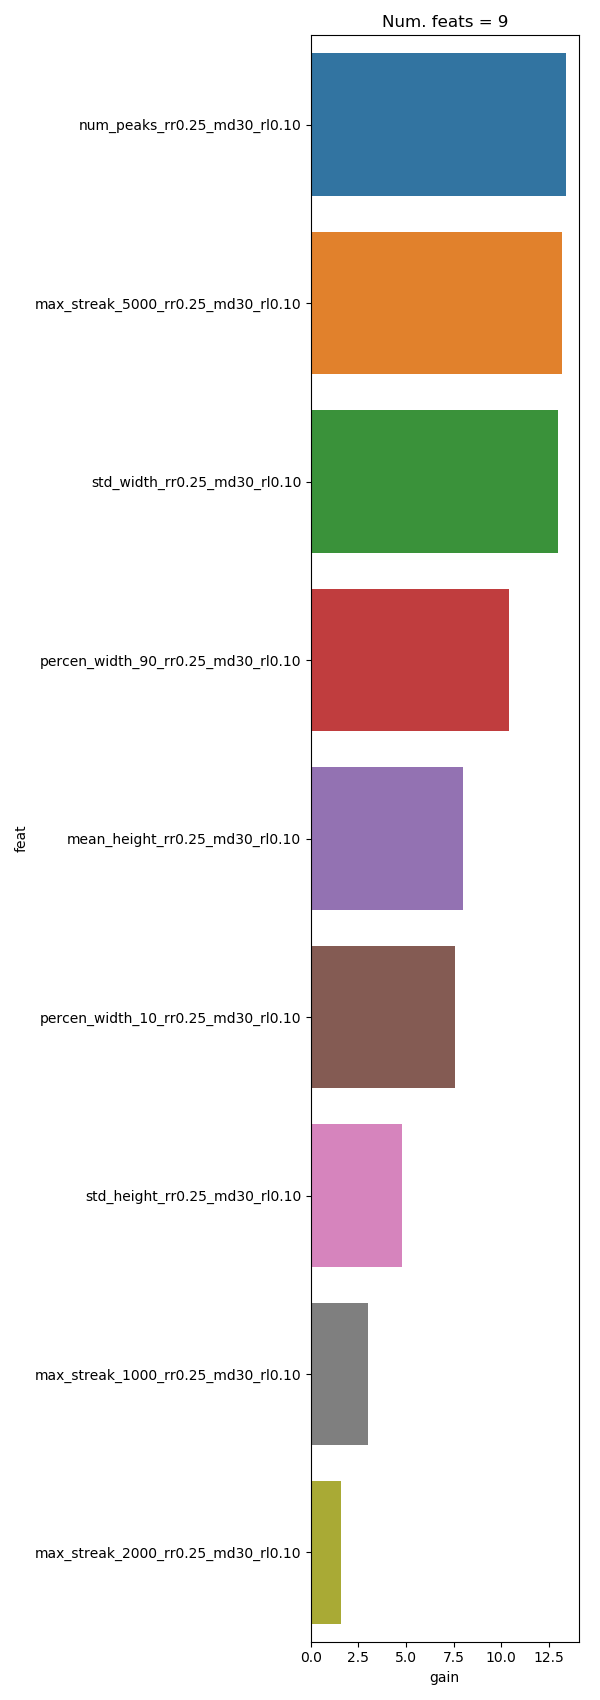 Num. feats = 9
num_peaks_rr0.25_md30_rl0.10
max_streak_5000_rr0.25_md30_rl0.10
std_width_rr0.25_md30_rl0.10
percen_width_90_rr0.25_md30_rl0.10
mean_height_rr0.25_md30_rl0.10
feat
percen_width_10_rr0.25_md30_rl0.10
std_height_rr0.25_md30_rl0.10
max_streak_1000_rr0.25_md30_rl0.10
max_streak_2000_rr0.25_md30_rl0.10
0.0 2.5 5.0 7.5 10.0 12.5
gain